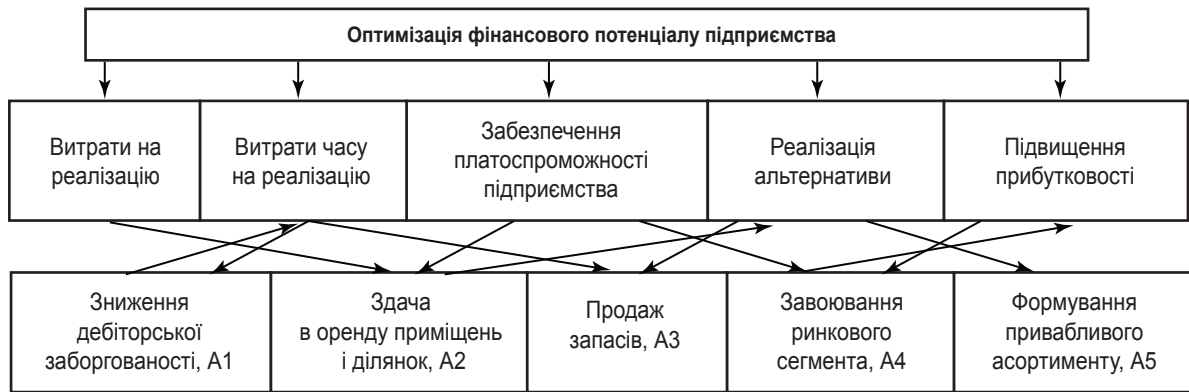 Оптимізація фінансового потенціалу підприємства
Витрати на
реалізацію
Витрати часу
на реалізацію
Забезпечення
платоспроможності
підприємства
Реалізація
альтернативи
Підвищення
прибутковості
Зниження
дебіторської
заборгованості, А1
Здача
в оренду приміщень
і ділянок, А2
Продаж
запасів, А3
Завоювання
ринкового
сегмента, А4
Формування
привабливого
асортименту, А5